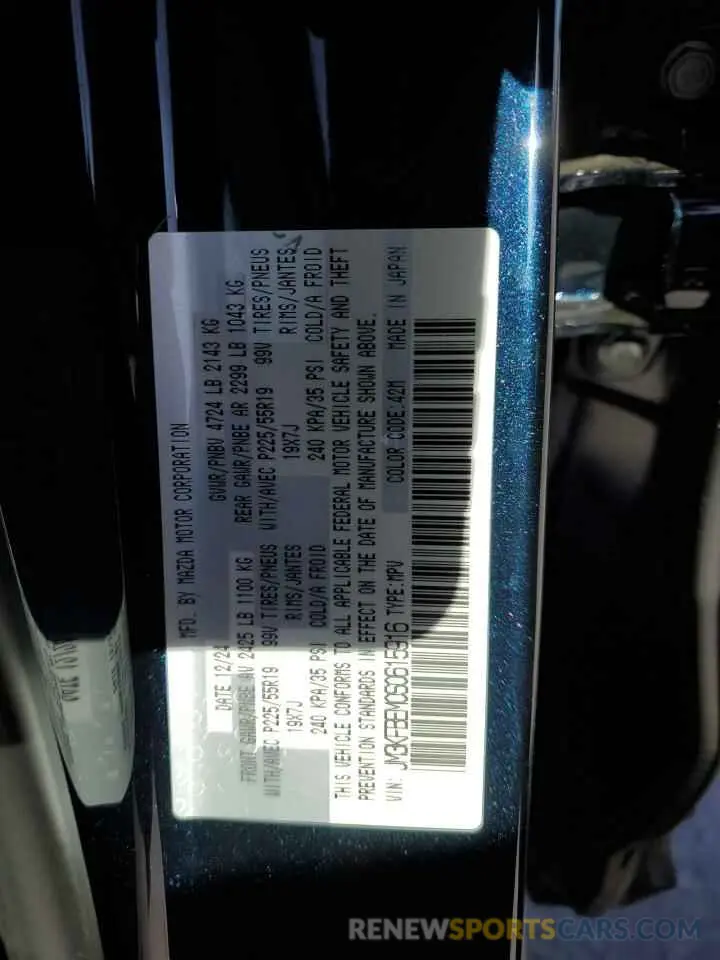 MFD. BY MAZDA MOTOR CORPORATION
DATE 12/24 GVWR/PNBV 4724 LB 2143 KG
FRONT GAWR/PNBE AV 2425 LB 1100 KG REAR GAWR/PNBE AR 2299 LB 1043 KG
WITH/AVEC P225/55R19 99V TIRES/PNEUS WITH/AVEC P225/55R19 99V TIRES/PNEUS
19X7J RIMS/JANTES 19X7J RIMS/JANTES
240 KPA/35 PSI COLD/A FROID 240 KPA/35 PSI COLD/A FROID
THIS VEHICLE CONFORMS TO ALL APPLICABLE FEDERAL MOTOR VEHICLE SAFETY AND THEFT
PREVENTION STANDARDS IN EFFECT ON THE DATE OF MANUFACTURE SHOWN ABOVE.
VIN: JM3KFBEM0S0615916 TYPE:MPV COLOR CODE:42M MADE IN JAPAN
RENEWSPORTSCARS.COM